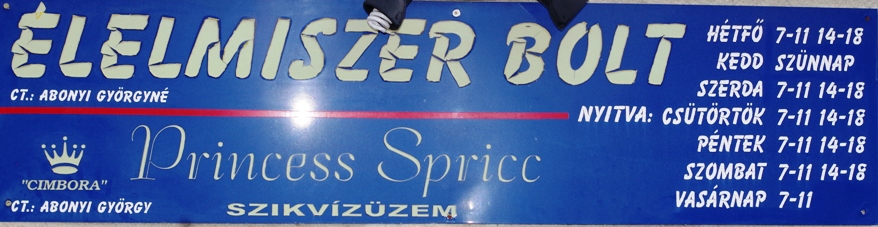 ÉLELMISZER BOLT
CT.: ABONYI GYÖRGYNÉ
Princess Spricc
"CIMBORA"
CT.: ABONYI GYÖRGY
SZIKVÍZÜZEM
HÉTFŐ 7-11 14-18
KEDD SZÜNNAP
SZERDA 7-11 14-18
NYITVA: CSÜTÖRTÖK 7-11 14-18
PÉNTEK 7-11 14-18
SZOMBAT 7-11 14-18
VASÁRNAP 7-11